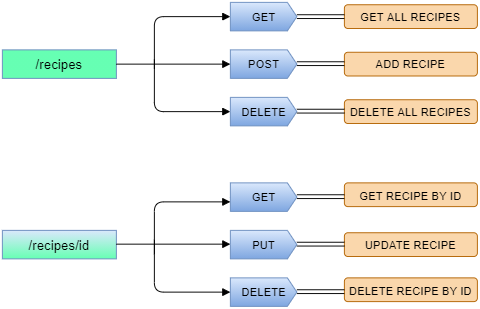 GET
GET ALL RECIPES
/recipes
POST
ADD RECIPE
DELETE
DELETE ALL RECIPES
GET
GET RECIPE BY ID
/recipes/id
PUT
UPDATE RECIPE
DELETE
DELETE RECIPE BY ID